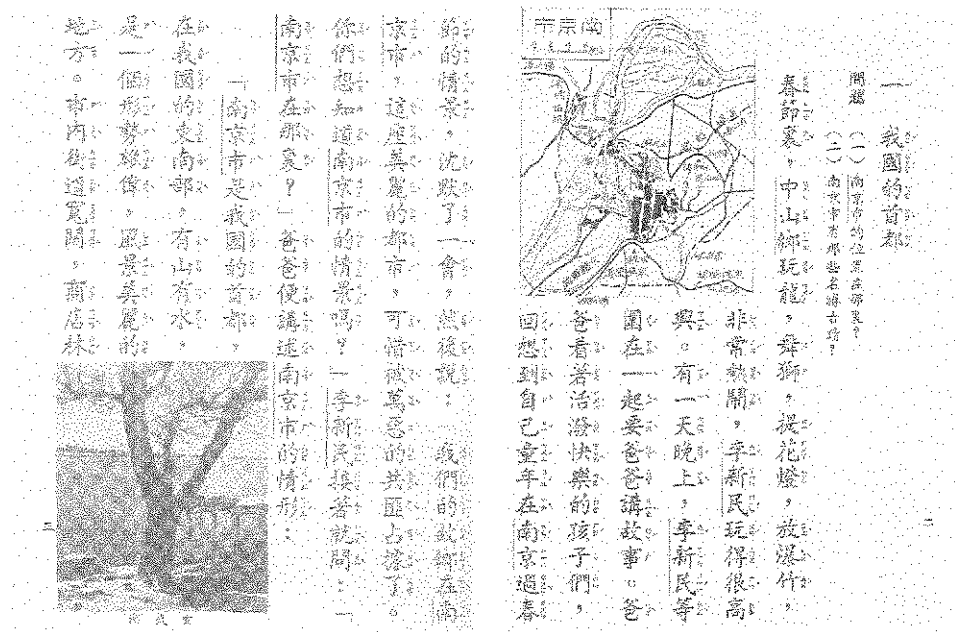 一 我國的首都
問題 (一)南京市的位置在那裏?
(二)南京市有那些名勝古蹟?
春節裏,中山鄉玩龍,舞獅,提花燈,放瀑竹,
非常熱鬧,李新民玩得很高
興。有一天晚上,李新民等
圍在一起要爸爸講故事。爸
爸看著活潑快樂的孩子們,
回想到自己童年在南京過春
南京市
二
節的情景,沈默了一會,然後說:「我們的故鄉在南
京市,這座美麗的都市,可惜被萬惡的共匪占據了。
你們想知道南京市的情景嗎?」李新民接著就問:「
南京市在那裏?」爸爸便講述南京市的情形:
「南京市是我國的首都,
在我國的東南部,有山有水,
是一個形勢雄偉,風景美麗的
地方。市內街道寬闊,商店林
玄武湖
三